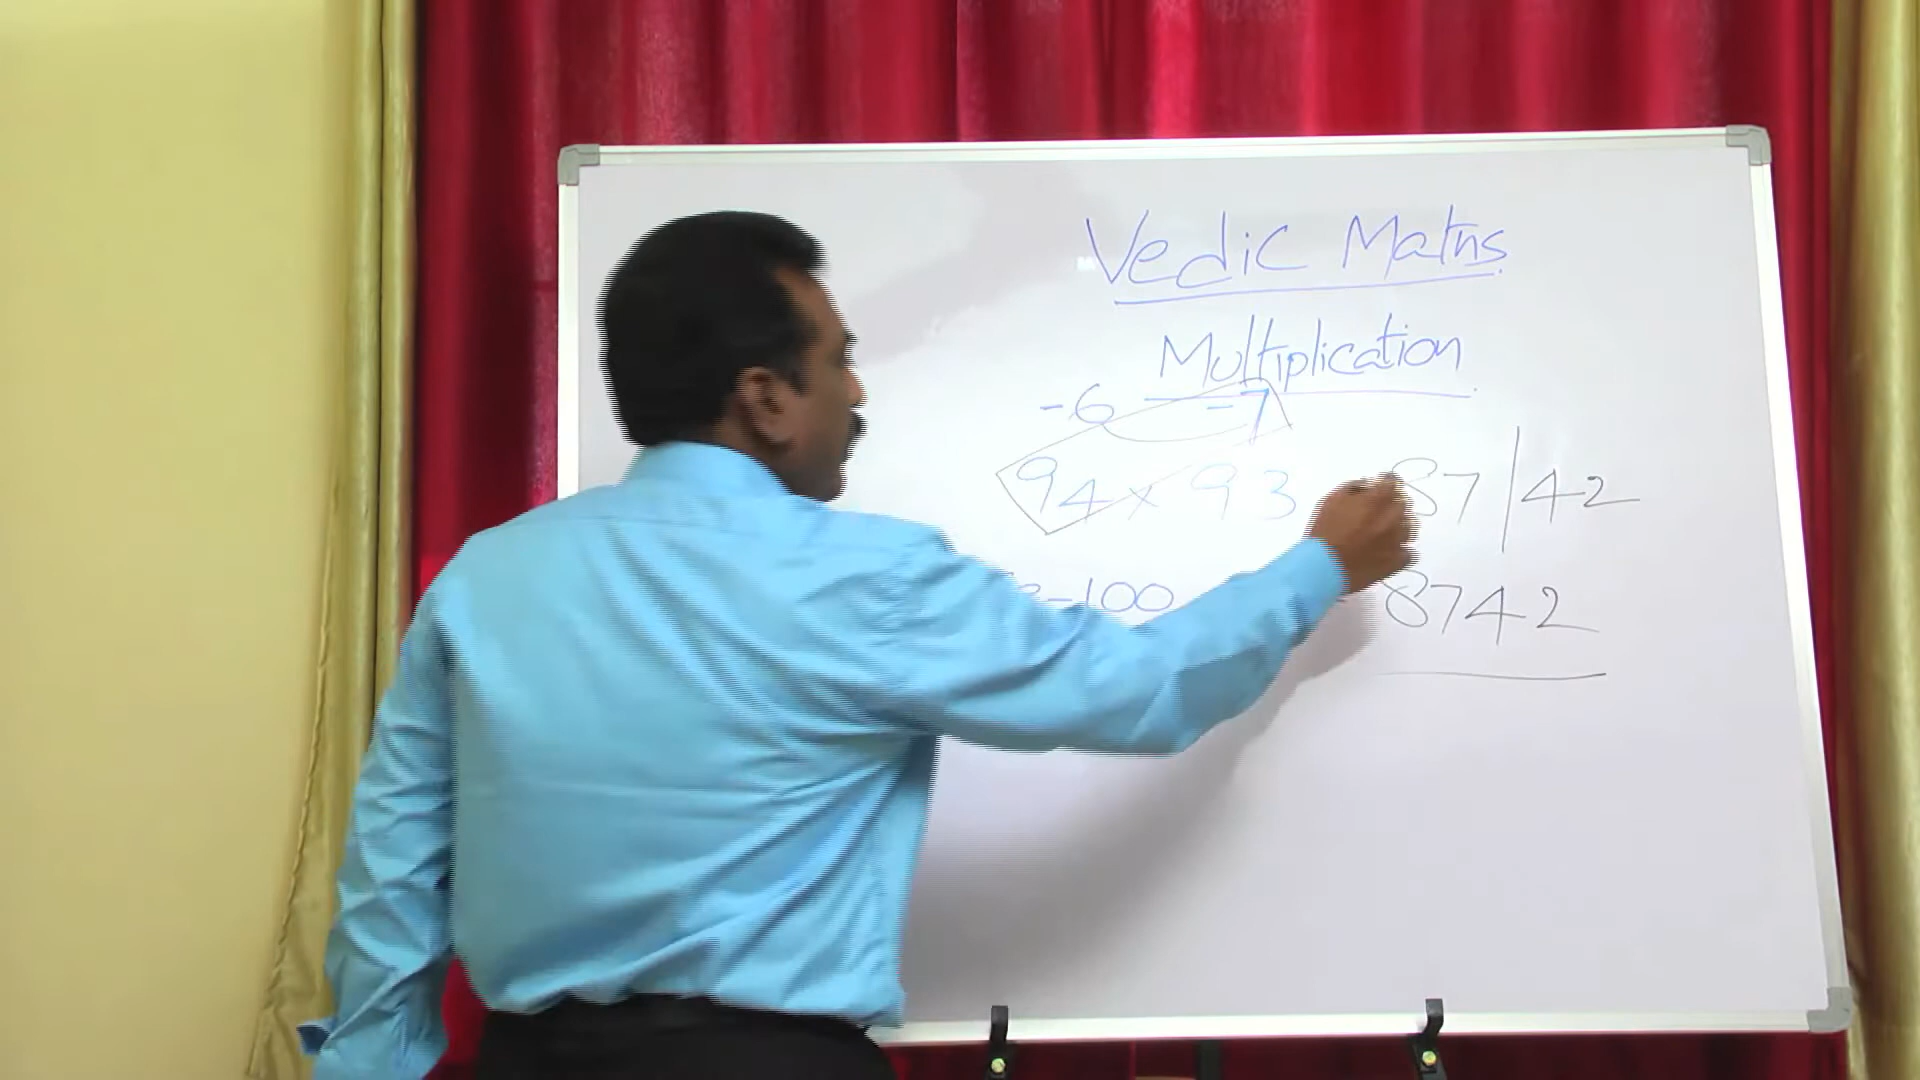 Vedic Maths
Multiplication
-6 -7
94 x 93 87 | 42
-100 8742